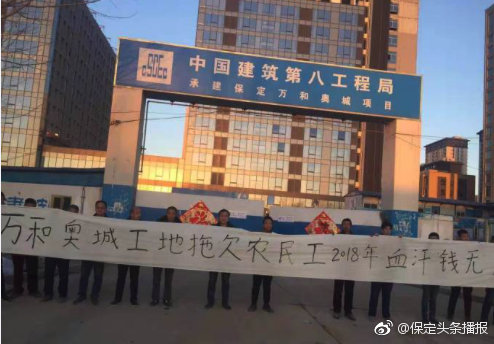 中国建筑第八工程局
承建保定万和奥城项目
万和奥城工地拖欠农民工2018年血汗钱无
@保定头条播报